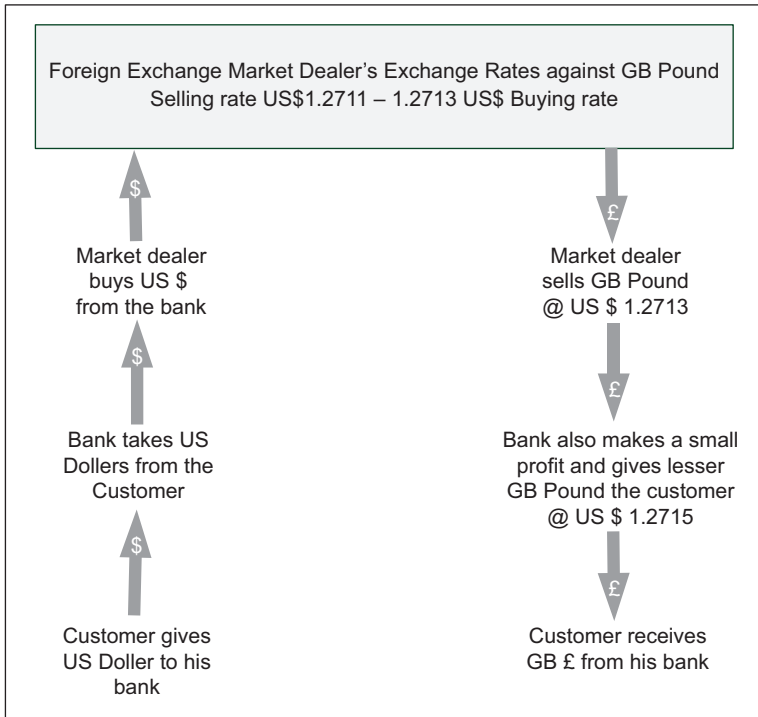 Foreign Exchange Market Dealer’s Exchange Rates against GB Pound
Selling rate US$1.2711 – 1.2713 US$ Buying rate
$
Market dealer
buys US $
from the bank
$
Bank takes US
Dollers from the
Customer
$
Customer gives
US Doller to his
bank
£
Market dealer
sells GB Pound
@ US $ 1.2713
£
Bank also makes a small
profit and gives lesser
GB Pound the customer
@ US $ 1.2715
£
Customer receives
GB £ from his bank